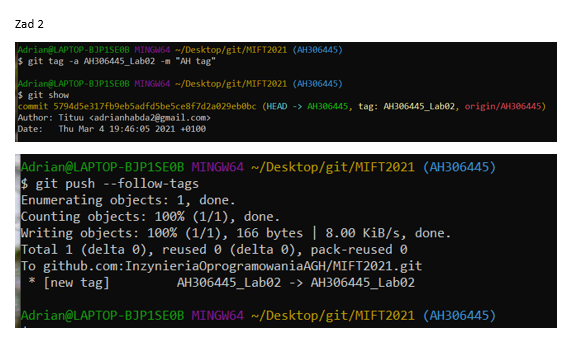 Zad 2
Adrian@LAPTOP-BJP1SE0B MINGW64 ~/Desktop/git/MIFT2021 (AH306445)
$ git tag -a AH306445_Lab02 -m "AH tag"
Adrian@LAPTOP-BJP1SE0B MINGW64 ~/Desktop/git/MIFT2021 (AH306445)
$ git show
commit 5794d5e317fb9eb5adfd5be5ce8f7d2a029eb0bc (HEAD -> AH306445, tag: AH306445_Lab02, origin/AH306445)
Author: Tituu <adrianhabda2@gmail.com>
Date:   Thu Mar 4 19:46:05 2021 +0100
Adrian@LAPTOP-BJP1SE0B MINGW64 ~/Desktop/git/MIFT2021 (AH306445)
$ git push --follow-tags
Enumerating objects: 1, done.
Counting objects: 100% (1/1), done.
Writing objects: 100% (1/1), 166 bytes | 8.00 KiB/s, done.
Total 1 (delta 0), reused 0 (delta 0), pack-reused 0
To github.com:InzynieriaOprogramowaniaAGH/MIFT2021.git
 * [new tag]         AH306445_Lab02 -> AH306445_Lab02
Adrian@LAPTOP-BJP1SE0B MINGW64 ~/Desktop/git/MIFT2021 (AH306445)